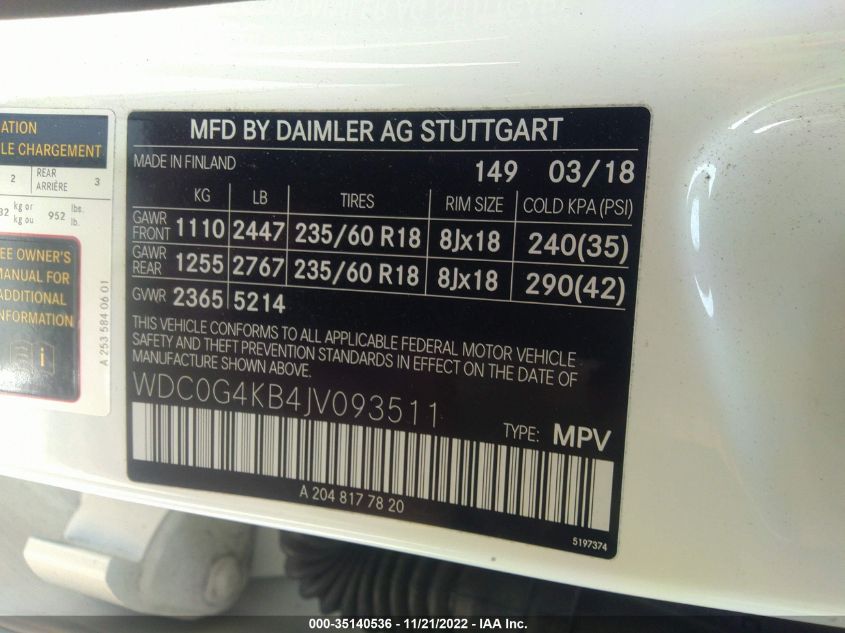 MFD BY DAIMLER AG STUTTGART
MADE IN FINLAND 149 03/18
KG LB TIRES RIM SIZE COLD KPA (PSI)
GAWR FRONT 1110 2447 235/60 R18 8Jx18 240(35)
GAWR REAR 1255 2767 235/60 R18 8Jx18 290(42)
GVWR 2365 5214
THIS VEHICLE CONFORMS TO ALL APPLICABLE FEDERAL MOTOR VEHICLE
SAFETY AND THEFT PREVENTION STANDARDS IN EFFECT ON THE DATE OF
MANUFACTURE SHOWN ABOVE.
WDC0G4KB4JV093511
TYPE: MPV
A 204 817 78 20
5197374
LE CHARGEMENT
2 REAR ARRIÈRE 3
kg or kg ou 952 lbs. lb.
OWNER'S
MANUAL FOR
ADDITIONAL
INFORMATION
A 253 584 06 01
000-35140536 - 11/21/2022 - IAA Inc.